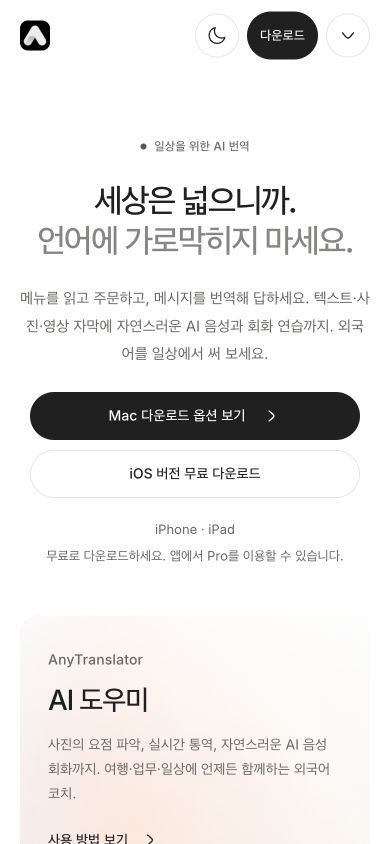 다운로드
일상을 위한 AI 번역
세상은 넓으니까.
언어에 가로막히지 마세요.
메뉴를 읽고 주문하고, 메시지를 번역해 답하세요. 텍스트·사
진·영상 자막에 자연스러운 AI 음성과 회화 연습까지. 외국
어를 일상에서 써 보세요.
Mac 다운로드 옵션 보기
iOS 버전 무료 다운로드
iPhone · iPad
무료로 다운로드하세요. 앱에서 Pro를 이용할 수 있습니다.
AnyTranslator
AI 도우미
사진의 요점 파악, 실시간 통역, 자연스러운 AI 음성
회화까지. 여행·업무·일상에 언제든 함께하는 외국어
코치.
사용 방법 보기